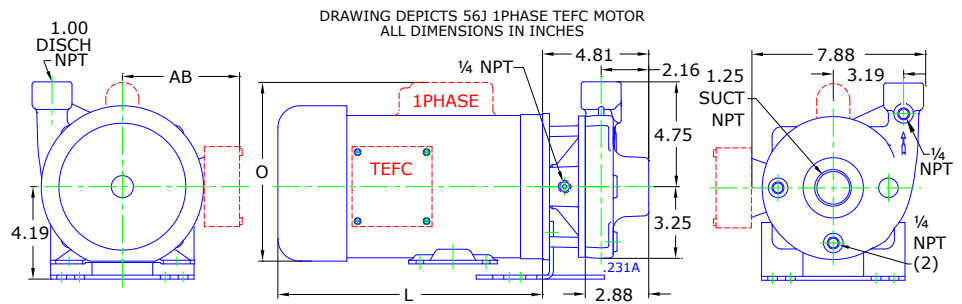 DRAWING DEPICTS 56J 1PHASE TEFC MOTOR
ALL DIMENSIONS IN INCHES
1.00
DISCH
NPT
AB
4.19
O
1PHASE
TEFC
¼ NPT
L
4.81
2.16
4.75
3.25
.231A
2.88
7.88
3.19
1.25
SUCT
NPT
¼
NPT
¼
NPT
(2)